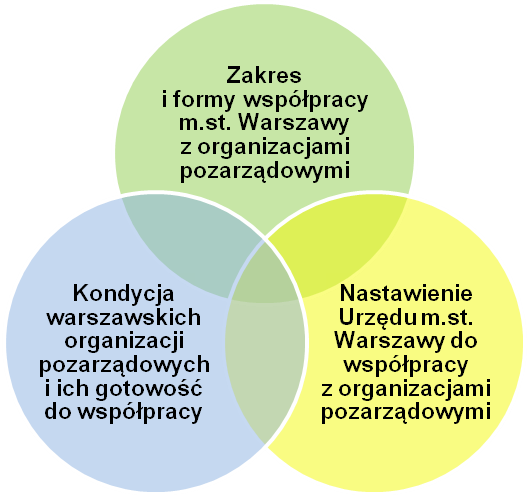 Zakres
i formy współpracy
m.st. Warszawy
z organizacjami
pozarządowymi
Kondycja
warszawskich
organizacji
pozarządowych
i ich gotowość
do współpracy
Nastawienie
Urzędu m.st.
Warszawy do
współpracy
z organizacjami
pozarządowymi